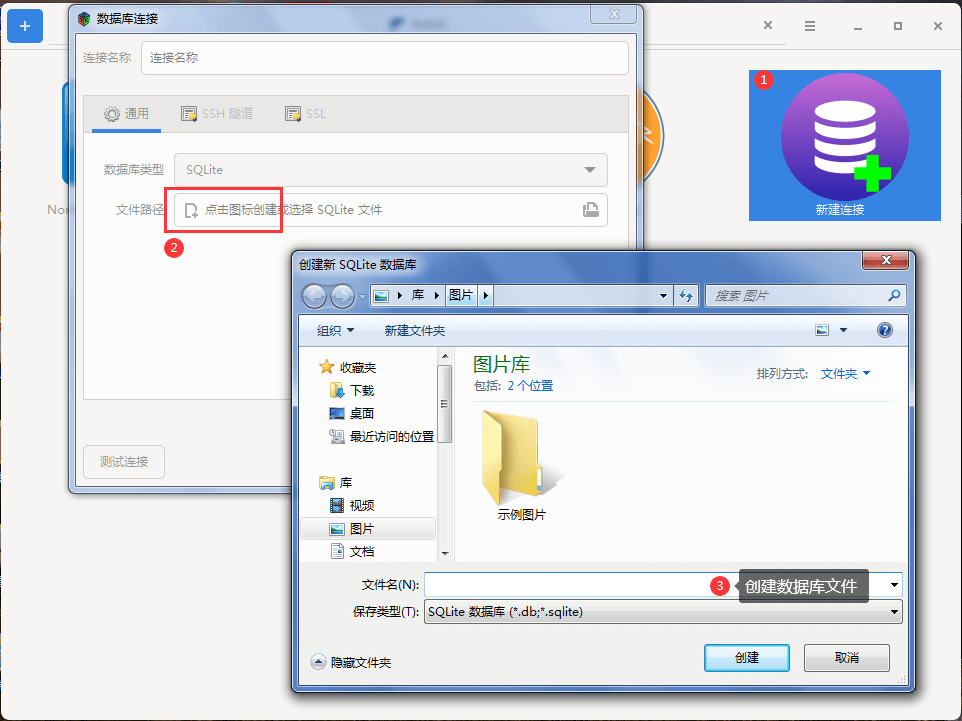 数据库连接
连接名称
连接名称
通用
SSH 隧道
SSL
数据库类型
SQLite
文件路径
点击图标创建或选择 SQLite 文件
2
测试连接
1
新建连接
创建新 SQLite 数据库
库
图片
搜索 图片
组织
新建文件夹
收藏夹
下载
桌面
最近访问的位置
库
视频
图片
文档
图片库
包括: 2 个位置
排列方式:
文件夹
示例图片
文件名(N):
3
创建数据库文件
保存类型(T):
SQLite 数据库 (*.db;*.sqlite)
隐藏文件夹
创建
取消